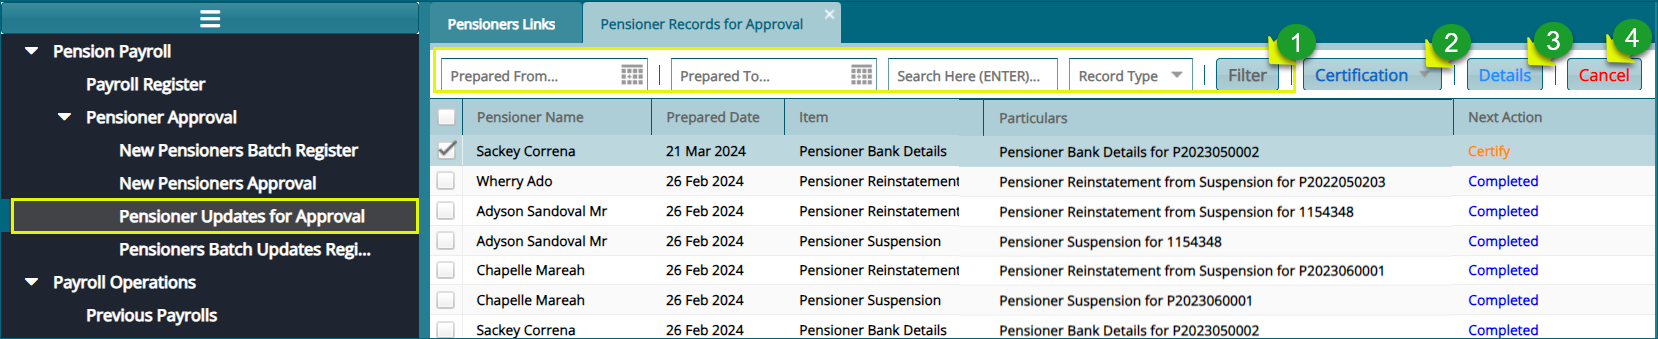 Pension Payroll
Payroll Register
Pensioner Approval
New Pensioners Batch Register
New Pensioners Approval
Pensioner Updates for Approval
Pensioners Batch Updates Regi...
Payroll Operations
Previous Payrolls
Pensioners Links Pensioner Records for Approval ×
1 2 3 4
Prepared From... Prepared To... Search Here (ENTER)... Record Type Filter Certification Details Cancel
Pensioner Name Prepared Date Item Particulars Next Action
Sackey Correna 21 Mar 2024 Pensioner Bank Details Pensioner Bank Details for P2023050002 Certify
Wherry Ado 26 Feb 2024 Pensioner Reinstatement Pensioner Reinstatement from Suspension for P2022050203 Completed
Adyson Sandoval Mr 26 Feb 2024 Pensioner Reinstatement Pensioner Reinstatement from Suspension for 1154348 Completed
Adyson Sandoval Mr 26 Feb 2024 Pensioner Suspension Pensioner Suspension for 1154348 Completed
Chapelle Mareah 26 Feb 2024 Pensioner Reinstatement Pensioner Reinstatement from Suspension for P2023060001 Completed
Chapelle Mareah 26 Feb 2024 Pensioner Suspension Pensioner Suspension for P2023060001 Completed
Sackey Correna 26 Feb 2024 Pensioner Bank Details Pensioner Bank Details for P2023050002 Completed